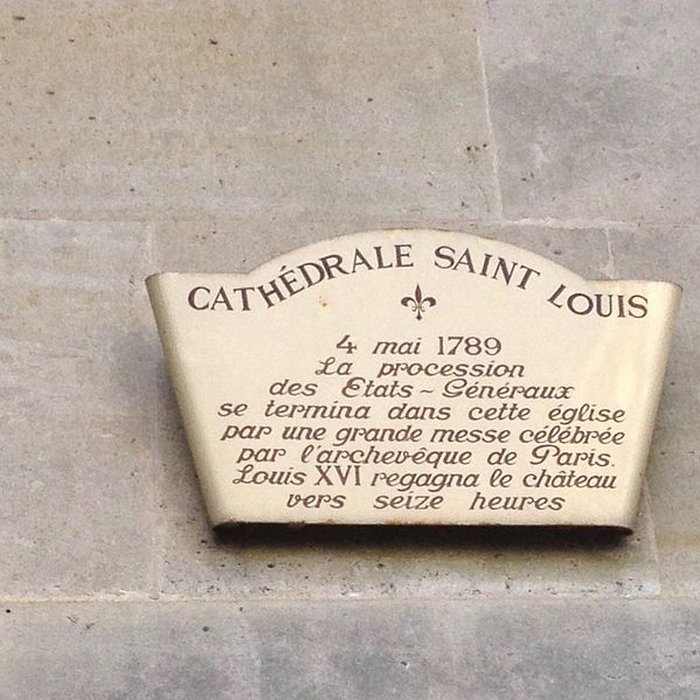 CATHÉDRALE SAINT LOUIS
4 mai 1789
La procession
des Etats~Généraux
se termina dans cette église
par une grande messe célébrée
par l'archevêque de Paris.
Louis XVI regagna le château
vers seize heures